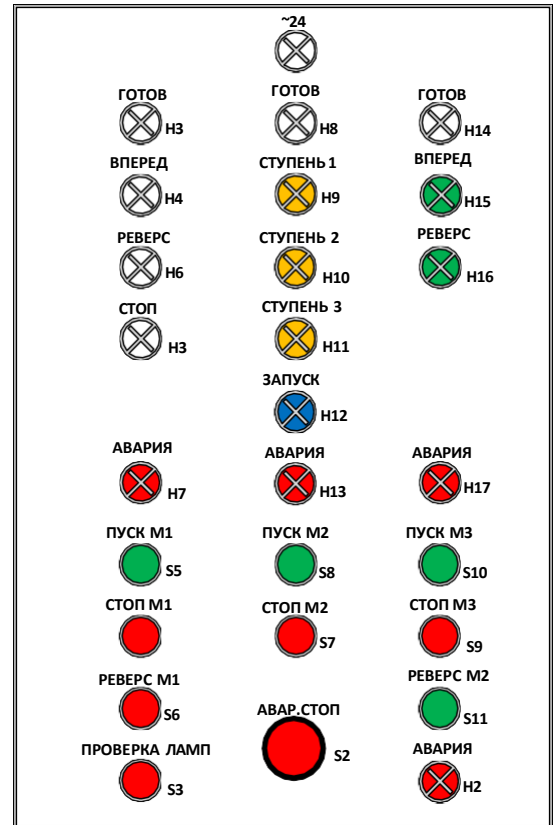 ~24
ГОТОВ ГОТОВ ГОТОВ
H3 H8 H14
ВПЕРЕД СТУПЕНЬ 1 ВПЕРЕД
H4 H9 H15
РЕВЕРС СТУПЕНЬ 2 РЕВЕРС
H6 H10 H16
СТОП СТУПЕНЬ 3
H3 H11
ЗАПУСК
H12
АВАРИЯ АВАРИЯ АВАРИЯ
H7 H13 H17
ПУСК М1 ПУСК М2 ПУСК М3
S5 S8 S10
СТОП М1 СТОП М2 СТОП М3
S7 S9
РЕВЕРС М1 АВАР.СТОП РЕВЕРС М2
S6 S11
ПРОВЕРКА ЛАМП АВАРИЯ
S3 S2 H2